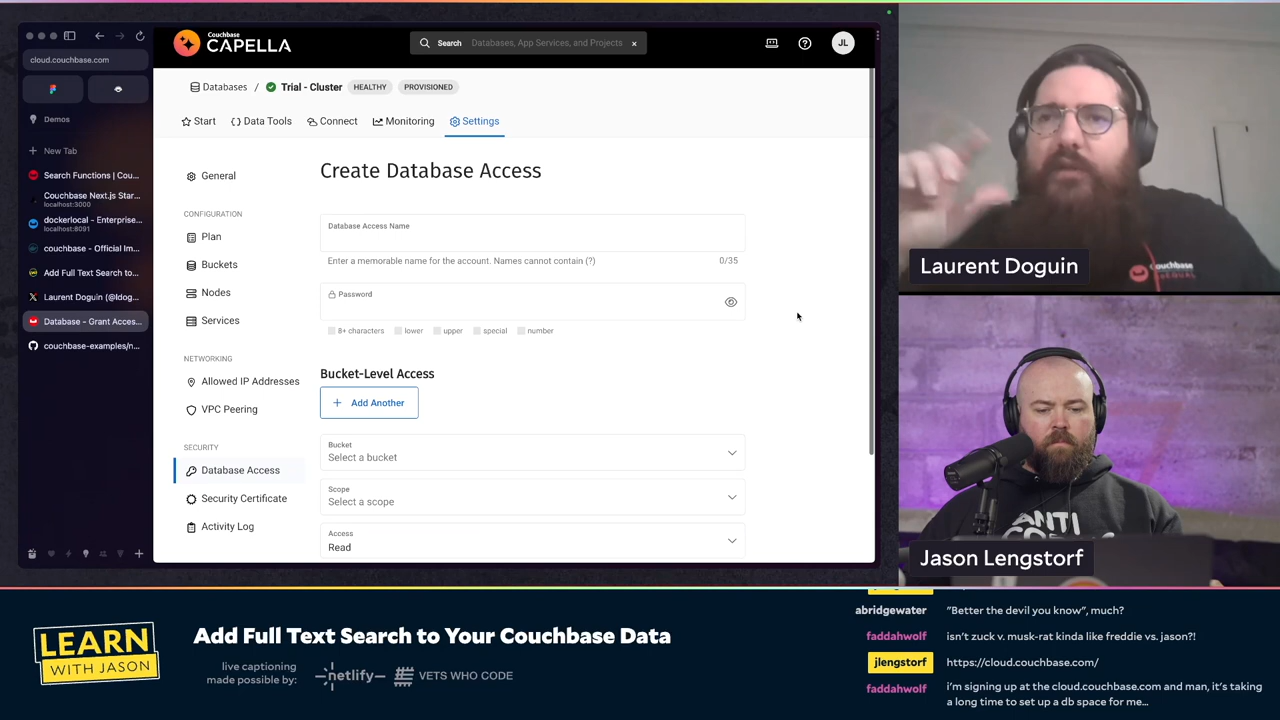 cloud.couchbase.com
Demos
New Tab
Search Functions | Cou...
Couchbase Next.js Star...
localhost:3000
dockerlocal - Enterprise...
localhost:8091
couchbase - Official Im...
Add Full Text Search to...
Laurent Doguin (@ldog...
Database - Grant Acces...
couchbase-examples/n...
Couchbase
CAPELLA
Search Databases, App Services, and Projects
JL
Databases / Trial - Cluster HEALTHY PROVISIONED
Start Data Tools Connect Monitoring Settings
General
CONFIGURATION
Plan
Buckets
Nodes
Services
NETWORKING
Allowed IP Addresses
VPC Peering
SECURITY
Database Access
Security Certificate
Activity Log
Create Database Access
Database Access Name
Enter a memorable name for the account. Names cannot contain (?) 0/35
Password
8+ characters lower upper special number
Bucket-Level Access
+ Add Another
Bucket
Select a bucket
Scope
Select a scope
Access
Read
Laurent Doguin
Couchbase
ANTI
Jason Lengstorf
LEARN
WITH JASON
Add Full Text Search to Your Couchbase Data
live captioning
made possible by:
netlify
VETS WHO CODE
abridgewater "Better the devil you know", much?
faddahwolf isn't zuck v. musk-rat kinda like freddie vs. jason?!
jlengstorf https://cloud.couchbase.com/
faddahwolf i'm signing up at the cloud.couchbase.com and man, it's taking
a long time to set up a db space for me...